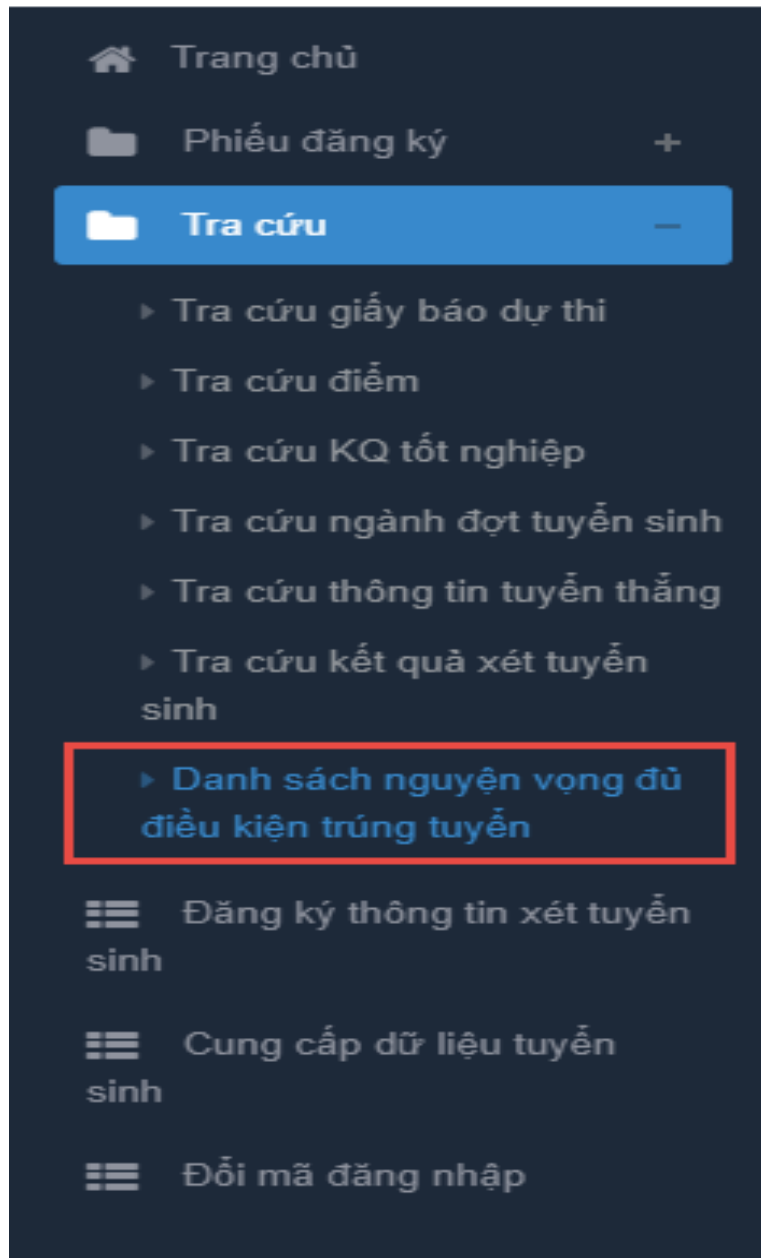 Trang chủ
Phiếu đăng ký +
Tra cứu −
Tra cứu giấy báo dự thi
Tra cứu điểm
Tra cứu KQ tốt nghiệp
Tra cứu ngành đợt tuyển sinh
Tra cứu thông tin tuyển thẳng
Tra cứu kết quả xét tuyển
sinh
Danh sách nguyện vọng đủ
điều kiện trúng tuyển
Đăng ký thông tin xét tuyển
sinh
Cung cấp dữ liệu tuyển
sinh
Đổi mã đăng nhập